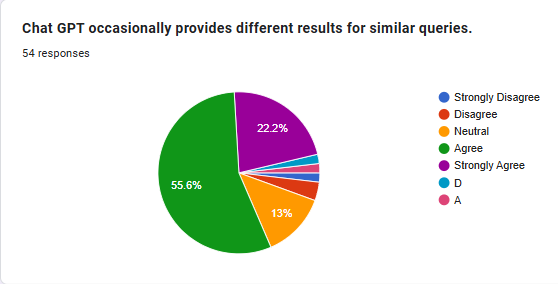 Chat GPT occasionally provides different results for similar queries.
54 responses
22.2%
55.6%
13%
Strongly Disagree
Disagree
Neutral
Agree
Strongly Agree
D
A